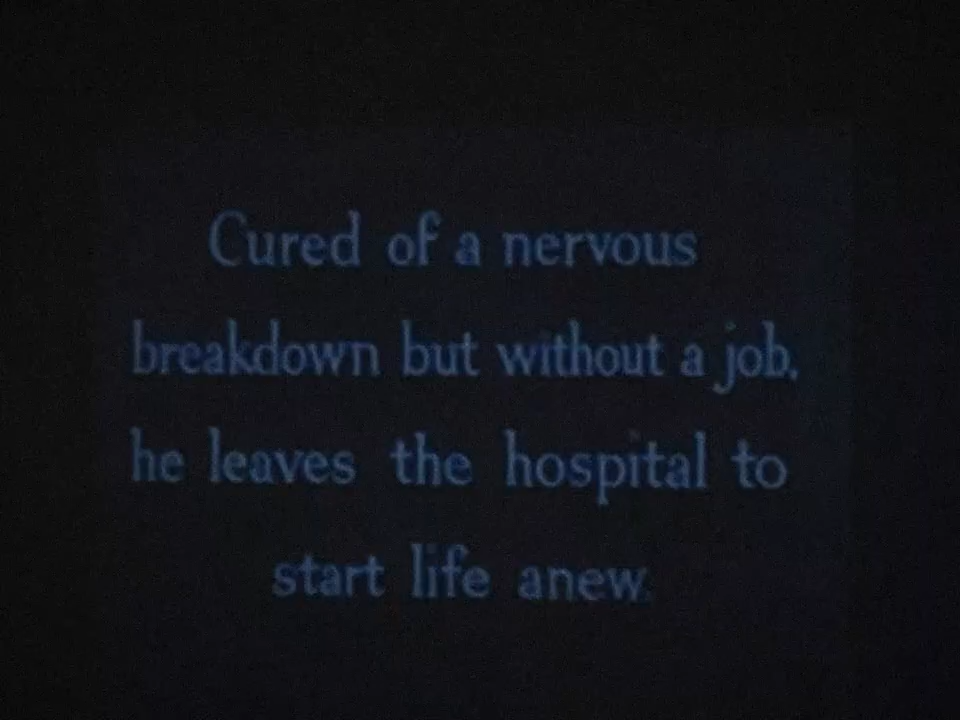 Cured of a nervous
breakdown but without a job,
he leaves the hospital to
start life anew.